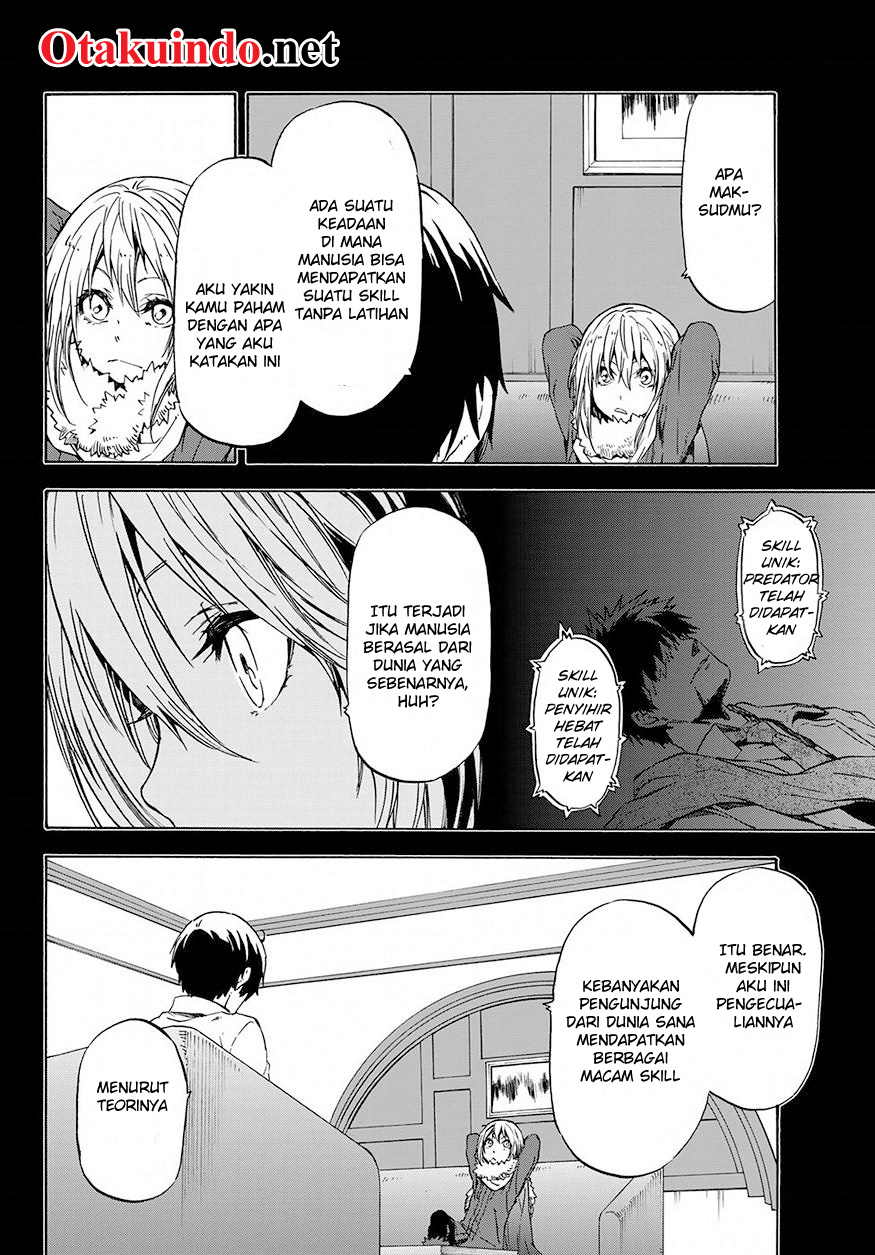 Otakuindo.net
APA
MAK-
SUDMU?
ADA SUATU
KEADAAN
DI MANA
MANUSIA BISA
MENDAPATKAN
SUATU SKILL
TANPA LATIHAN
AKU YAKIN
KAMU PAHAM
DENGAN APA
YANG AKU
KATAKAN INI
SKILL
UNIK:
PREDATOR
TELAH
DIDAPAT-
KAN
SKILL
UNIK:
PENYIHIR
HEBAT
TELAH
DIDAPAT-
KAN
ITU TERJADI
JIKA MANUSIA
BERASAL DARI
DUNIA YANG
SEBENARNYA,
HUH?
ITU BENAR.
MESKIPUN
AKU INI
PENGECUA-
LIANNYA
KEBANYAKAN
PENGUNJUNG
DARI DUNIA SANA
MENDAPATKAN
BERBAGAI
MACAM SKILL
MENURUT
TEORINYA